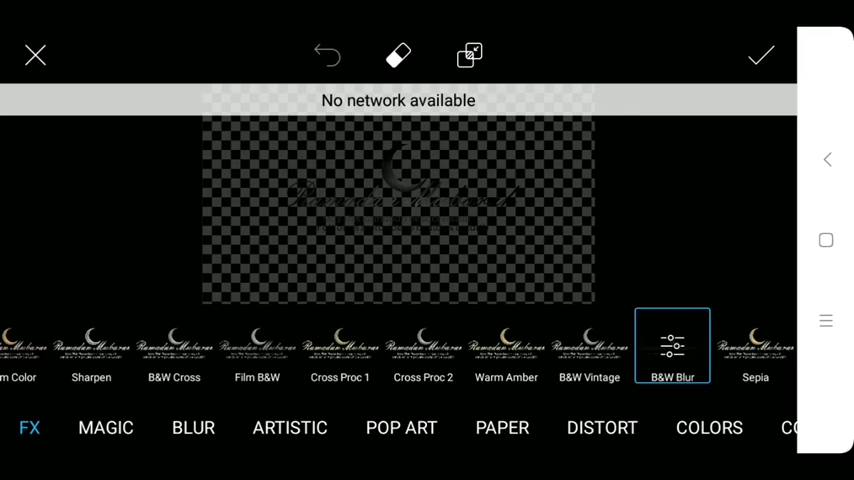 No network available
Ramadan Mubarak
m Color Sharpen B&W Cross Film B&W Cross Proc 1 Cross Proc 2 Warm Amber B&W Vintage B&W Blur Sepia
FX MAGIC BLUR ARTISTIC POP ART PAPER DISTORT COLORS CO